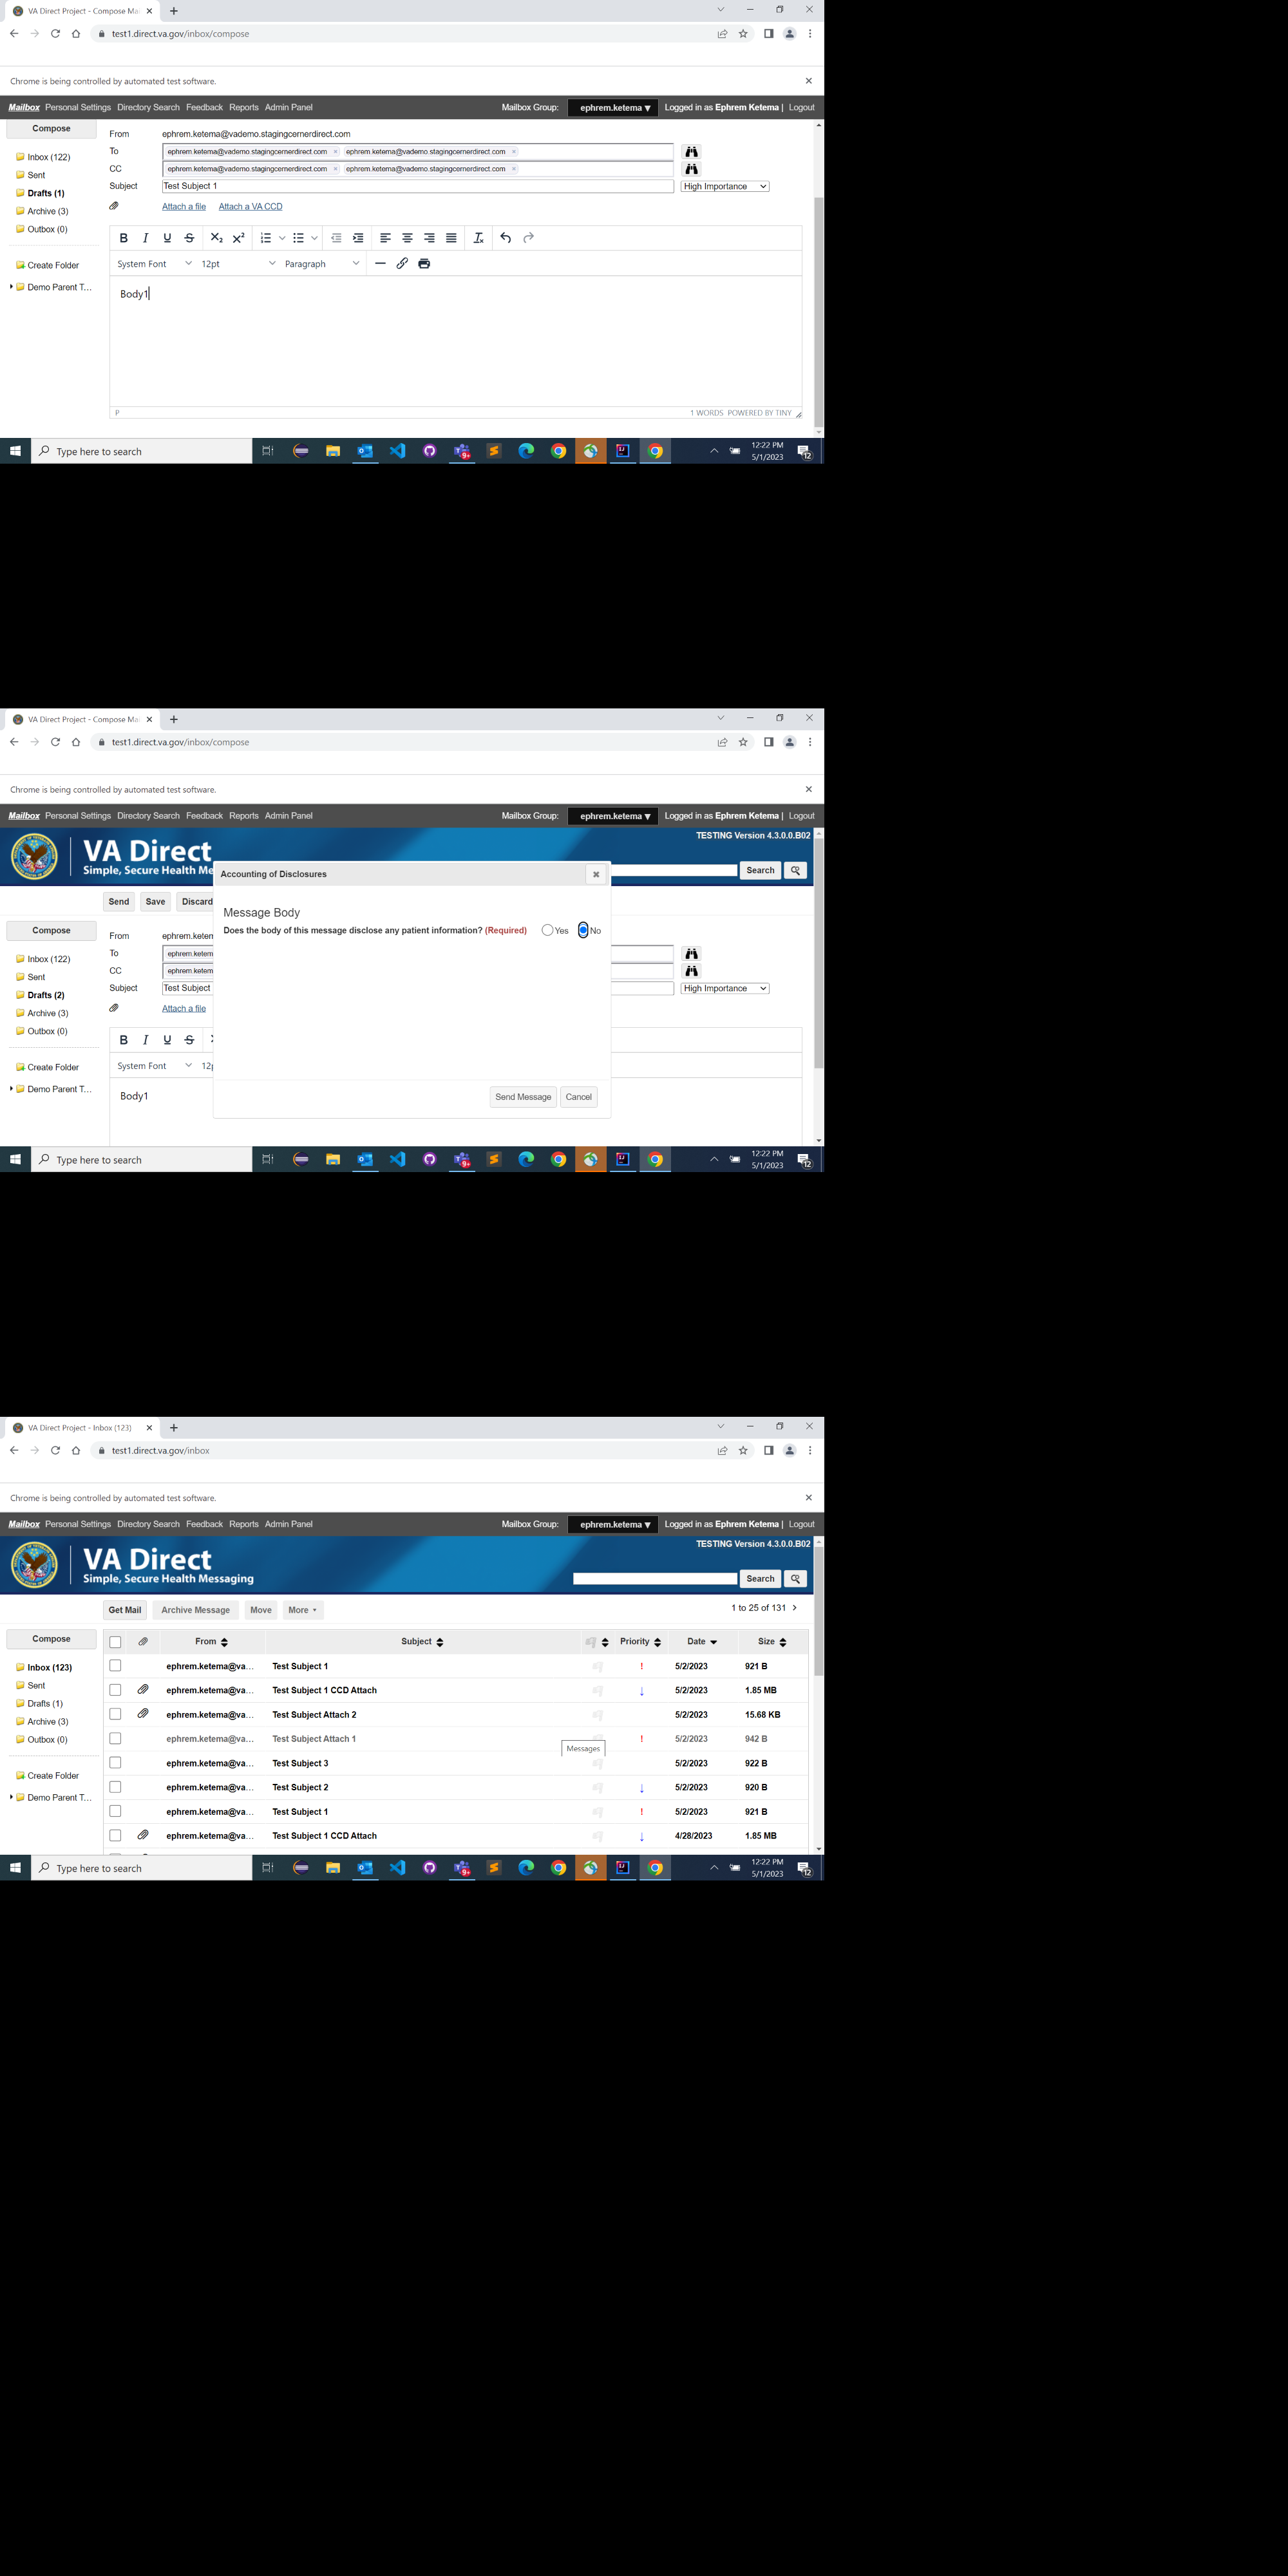 VA Direct Project - Compose Ma
test1.direct.va.gov/inbox/compose
Chrome is being controlled by automated test software.
Mailbox Personal Settings Directory Search Feedback Reports Admin Panel Mailbox Group: ephrem.ketema ▼ Logged in as Ephrem Ketema | Logout
Compose
From ephrem.ketema@vademo.stagingcernerdirect.com
To ephrem.ketema@vademo.stagingcernerdirect.com × ephrem.ketema@vademo.stagingcernerdirect.com ×
Inbox (122)
CC ephrem.ketema@vademo.stagingcernerdirect.com × ephrem.ketema@vademo.stagingcernerdirect.com ×
Sent
Subject Test Subject 1 High Importance
Drafts (1)
Attach a file Attach a VA CCD
Archive (3)
Outbox (0)
B I U S X₂ X²
Create Folder
System Font 12pt Paragraph
Demo Parent T...
Body1
P 1 WORDS POWERED BY TINY
Type here to search
9+
12:22 PM
5/1/2023
12
VA Direct Project - Compose Ma
test1.direct.va.gov/inbox/compose
Chrome is being controlled by automated test software.
Mailbox Personal Settings Directory Search Feedback Reports Admin Panel Mailbox Group: ephrem.ketema ▼ Logged in as Ephrem Ketema | Logout
TESTING Version 4.3.0.0.B02
VA Direct
Simple, Secure Health Me
Search
Accounting of Disclosures
Send Save Discard
Message Body
Does the body of this message disclose any patient information? (Required) Yes No
Compose
From ephrem.keten
To ephrem.ketem
Inbox (122)
CC ephrem.ketem
Sent
Subject Test Subject High Importance
Drafts (2)
Attach a file
Archive (3)
Outbox (0)
B I U S
Create Folder
System Font
Demo Parent T...
Body1
Send Message Cancel
Type here to search
9+
12:22 PM
5/1/2023
12
VA Direct Project - Inbox (123)
test1.direct.va.gov/inbox
Chrome is being controlled by automated test software.
Mailbox Personal Settings Directory Search Feedback Reports Admin Panel Mailbox Group: ephrem.ketema ▼ Logged in as Ephrem Ketema | Logout
TESTING Version 4.3.0.0.B02
VA Direct
Simple, Secure Health Messaging
Search
Get Mail Archive Message Move More 1 to 25 of 131
Compose
From Subject Priority Date Size
Inbox (123)
ephrem.ketema@va... Test Subject 1 ! 5/2/2023 921 B
Sent
ephrem.ketema@va... Test Subject 1 CCD Attach ↓ 5/2/2023 1.85 MB
Drafts (1)
ephrem.ketema@va... Test Subject Attach 2 5/2/2023 15.68 KB
Archive (3)
Outbox (0)
ephrem.ketema@va... Test Subject Attach 1 ! 5/2/2023 942 B
Messages
ephrem.ketema@va... Test Subject 3 5/2/2023 922 B
Create Folder
ephrem.ketema@va... Test Subject 2 ↓ 5/2/2023 920 B
Demo Parent T...
ephrem.ketema@va... Test Subject 1 ! 5/2/2023 921 B
ephrem.ketema@va... Test Subject 1 CCD Attach ↓ 4/28/2023 1.85 MB
Type here to search
9+
12:22 PM
5/1/2023
12